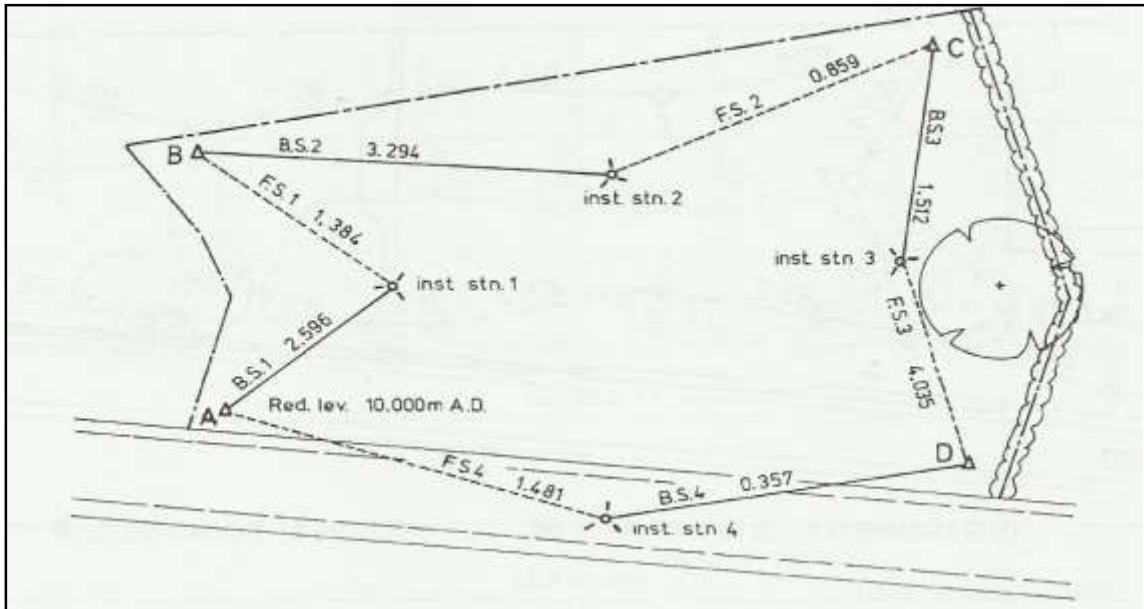 C
0.859
F.S. 2
B.S.3
1.512
B
B.S.2 3.294
inst. stn. 2
F.S.1 1.384
inst stn. 1
inst. stn 3
F.S.3
4.035
B.S.1 2.596
A
Red. lev. 10.000m A.D.
D
F.S4 1.481
B.S.4 0.357
inst. stn 4